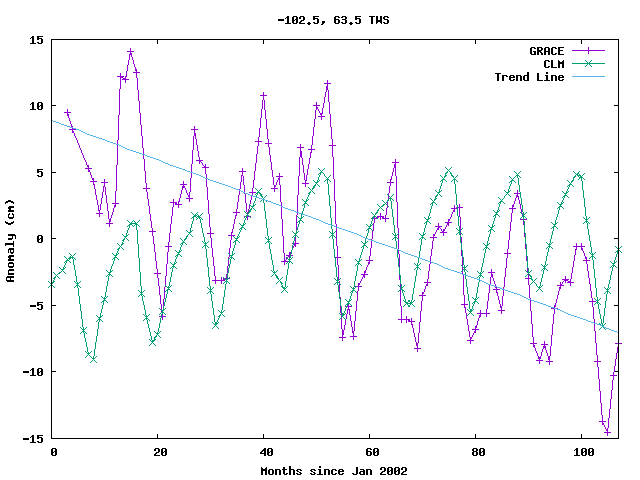 -102.5, 63.5 TWS
GRACE
CLM
Trend Line
15
10
5
0
-5
-10
-15
Anomaly (cm)
0 20 40 60 80 100
Months since Jan 2002